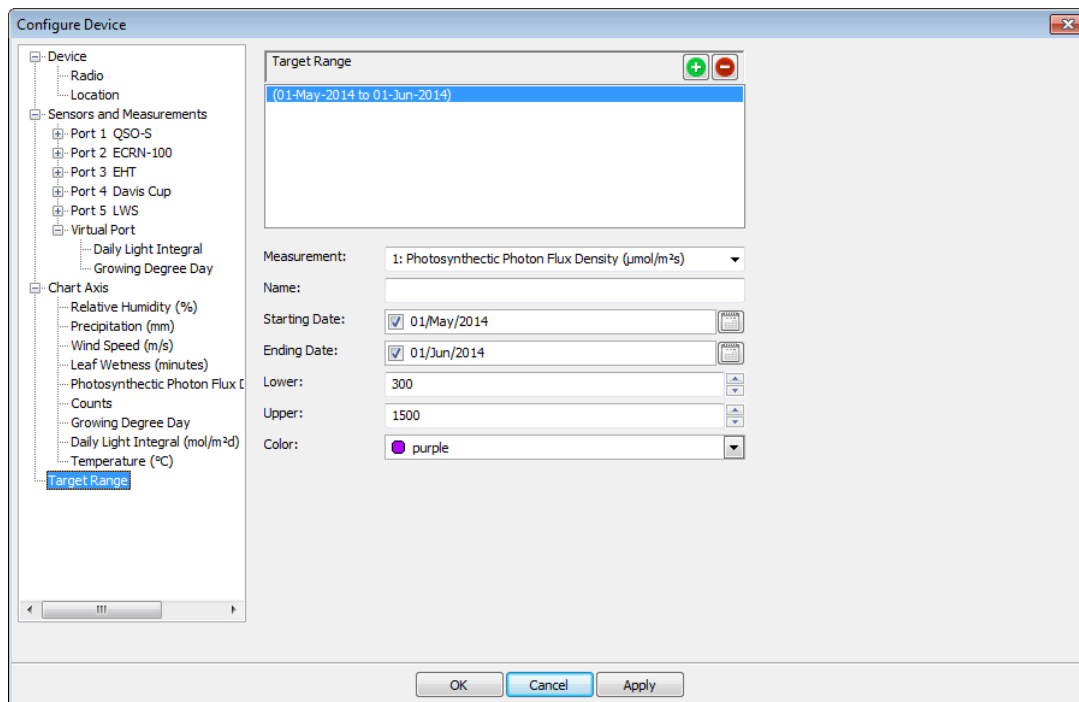 Configure Device
Device
Radio
Location
Sensors and Measurements
Port 1 QSO-S
Port 2 ECRN-100
Port 3 EHT
Port 4 Davis Cup
Port 5 LWS
Virtual Port
Daily Light Integral
Growing Degree Day
Chart Axis
Relative Humidity (%)
Precipitation (mm)
Wind Speed (m/s)
Leaf Wetness (minutes)
Photosynthectic Photon Flux D
Counts
Growing Degree Day
Daily Light Integral (mol/m²d)
Temperature (°C)
Target Range
Target Range
(01-May-2014 to 01-Jun-2014)
Measurement: 1: Photosynthectic Photon Flux Density (µmol/m²s)
Name:
Starting Date: 01/May/2014
Ending Date: 01/Jun/2014
Lower: 300
Upper: 1500
Color: purple
OK Cancel Apply